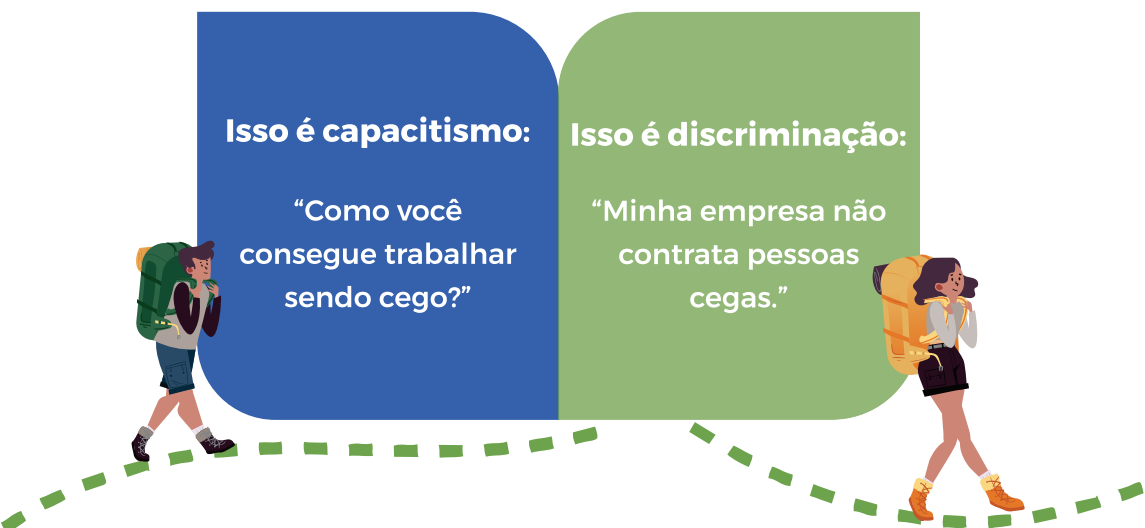 Isso é capacitismo:
“Como você
consegue trabalhar
sendo cego?”
Isso é discriminação:
“Minha empresa não
contrata pessoas
cegas.”